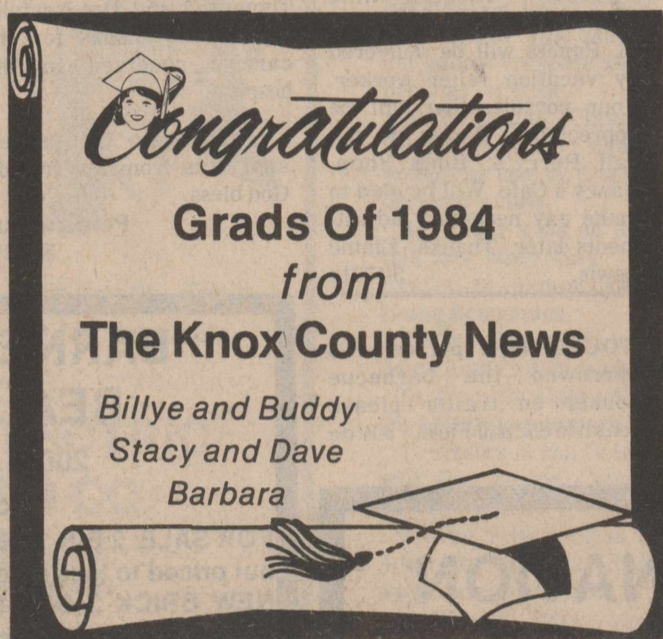 Congratulations
Grads Of 1984
from
The Knox County News
Billye and Buddy
Stacy and Dave
Barbara